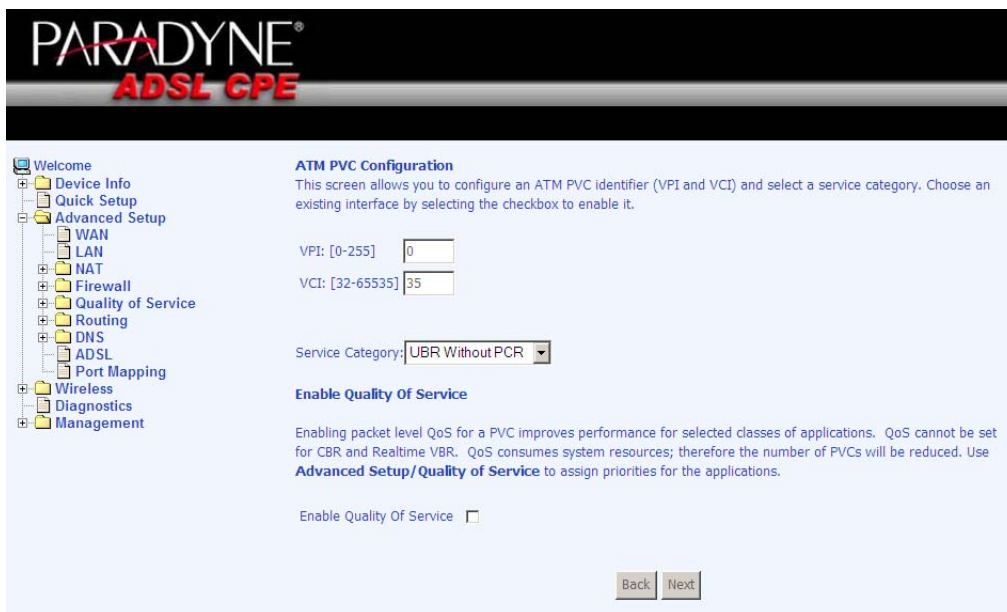 PARADYNE®
ADSL CPE
Welcome
Device Info
Quick Setup
Advanced Setup
WAN
LAN
NAT
Firewall
Quality of Service
Routing
DNS
ADSL
Port Mapping
Wireless
Diagnostics
Management
ATM PVC Configuration
This screen allows you to configure an ATM PVC identifier (VPI and VCI) and select a service category. Choose an
existing interface by selecting the checkbox to enable it.
VPI: [0-255] 0
VCI: [32-65535] 35
Service Category: UBR Without PCR
Enable Quality Of Service
Enabling packet level QoS for a PVC improves performance for selected classes of applications. QoS cannot be set
for CBR and Realtime VBR. QoS consumes system resources; therefore the number of PVCs will be reduced. Use
Advanced Setup/Quality of Service to assign priorities for the applications.
Enable Quality Of Service
Back Next